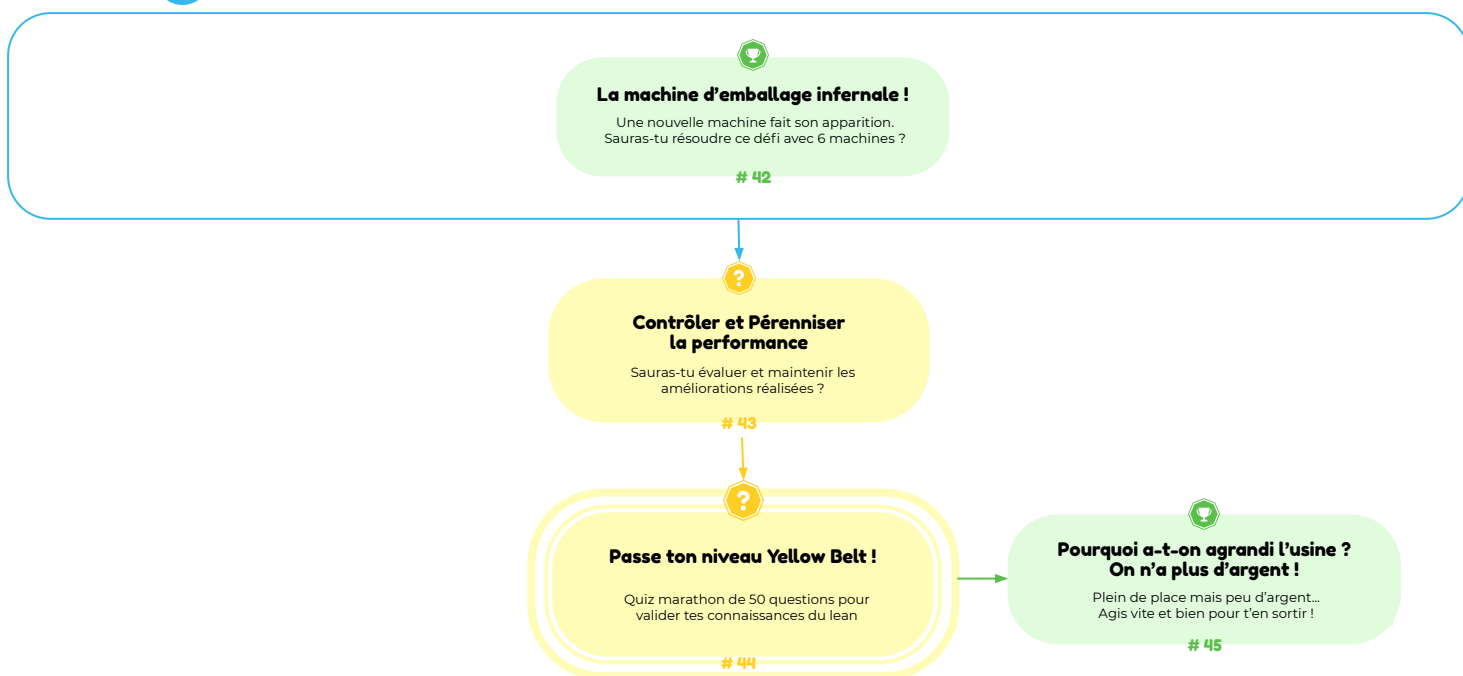 La machine d’emballage infernale !
Une nouvelle machine fait son apparition.
Sauras-tu résoudre ce défi avec 6 machines ?
# 42
?
Contrôler et Pérenniser
la performance
Sauras-tu évaluer et maintenir les
améliorations réalisées ?
# 43
?
Passe ton niveau Yellow Belt !
Quiz marathon de 50 questions pour
valider tes connaissances du lean
# 44
Pourquoi a-t-on agrandi l’usine ?
On n’a plus d’argent !
Plein de place mais peu d’argent...
Agis vite et bien pour t’en sortir !
# 45